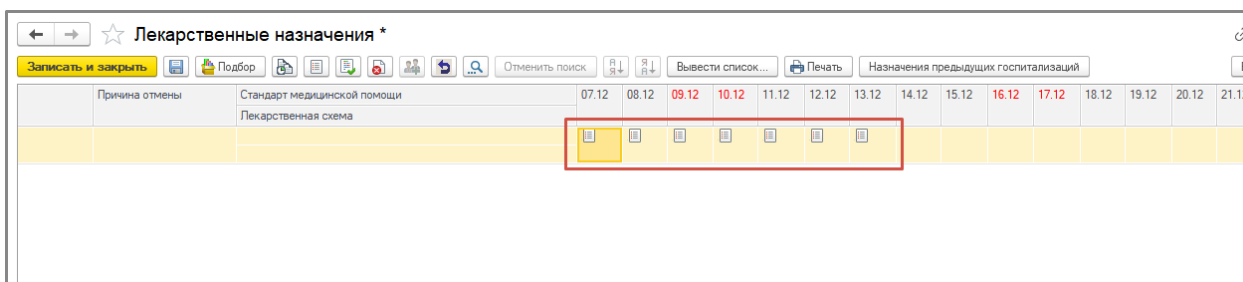 Лекарственные назначения *
Записать и закрыть Подбор Отменить поиск Вывести список... Печать Назначения предыдущих госпитализаций
Причина отмены Стандарт медицинской помощи 07.12 08.12 09.12 10.12 11.12 12.12 13.12 14.12 15.12 16.12 17.12 18.12 19.12 20.12 21.1
Лекарственная схема